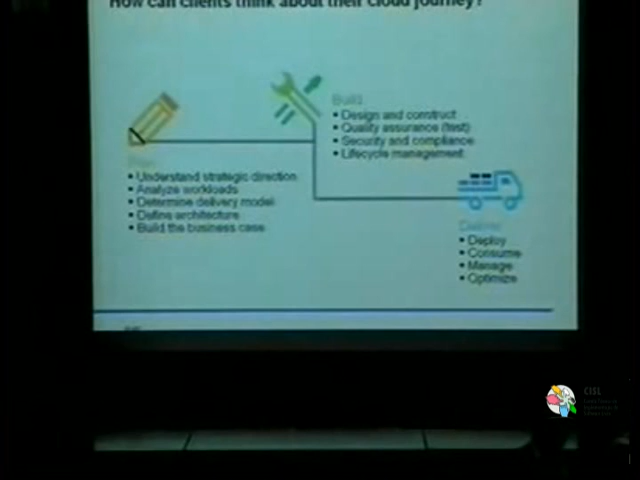 How can clients think about their cloud journey?
Build
• Design and construct
• Quality assurance (test)
• Security and compliance
• Lifecycle management
Plan
• Understand strategic direction
• Analyze workloads
• Determine delivery model
• Define architecture
• Build the business case
Deliver
• Deploy
• Consume
• Manage
• Optimize